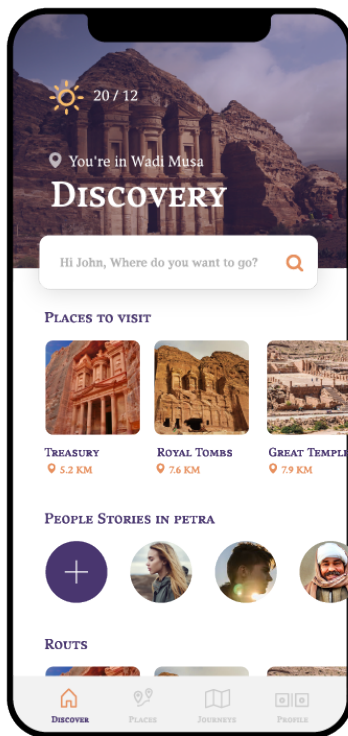 20 / 12
You're in Wadi Musa
Discovery
Hi John, Where do you want to go?
Places to visit
Treasury
Royal Tombs
Great Templ
5.2 KM
7.6 KM
7.9 KM
People Stories in petra
Routs
Discover
Places
Journeys
Profile